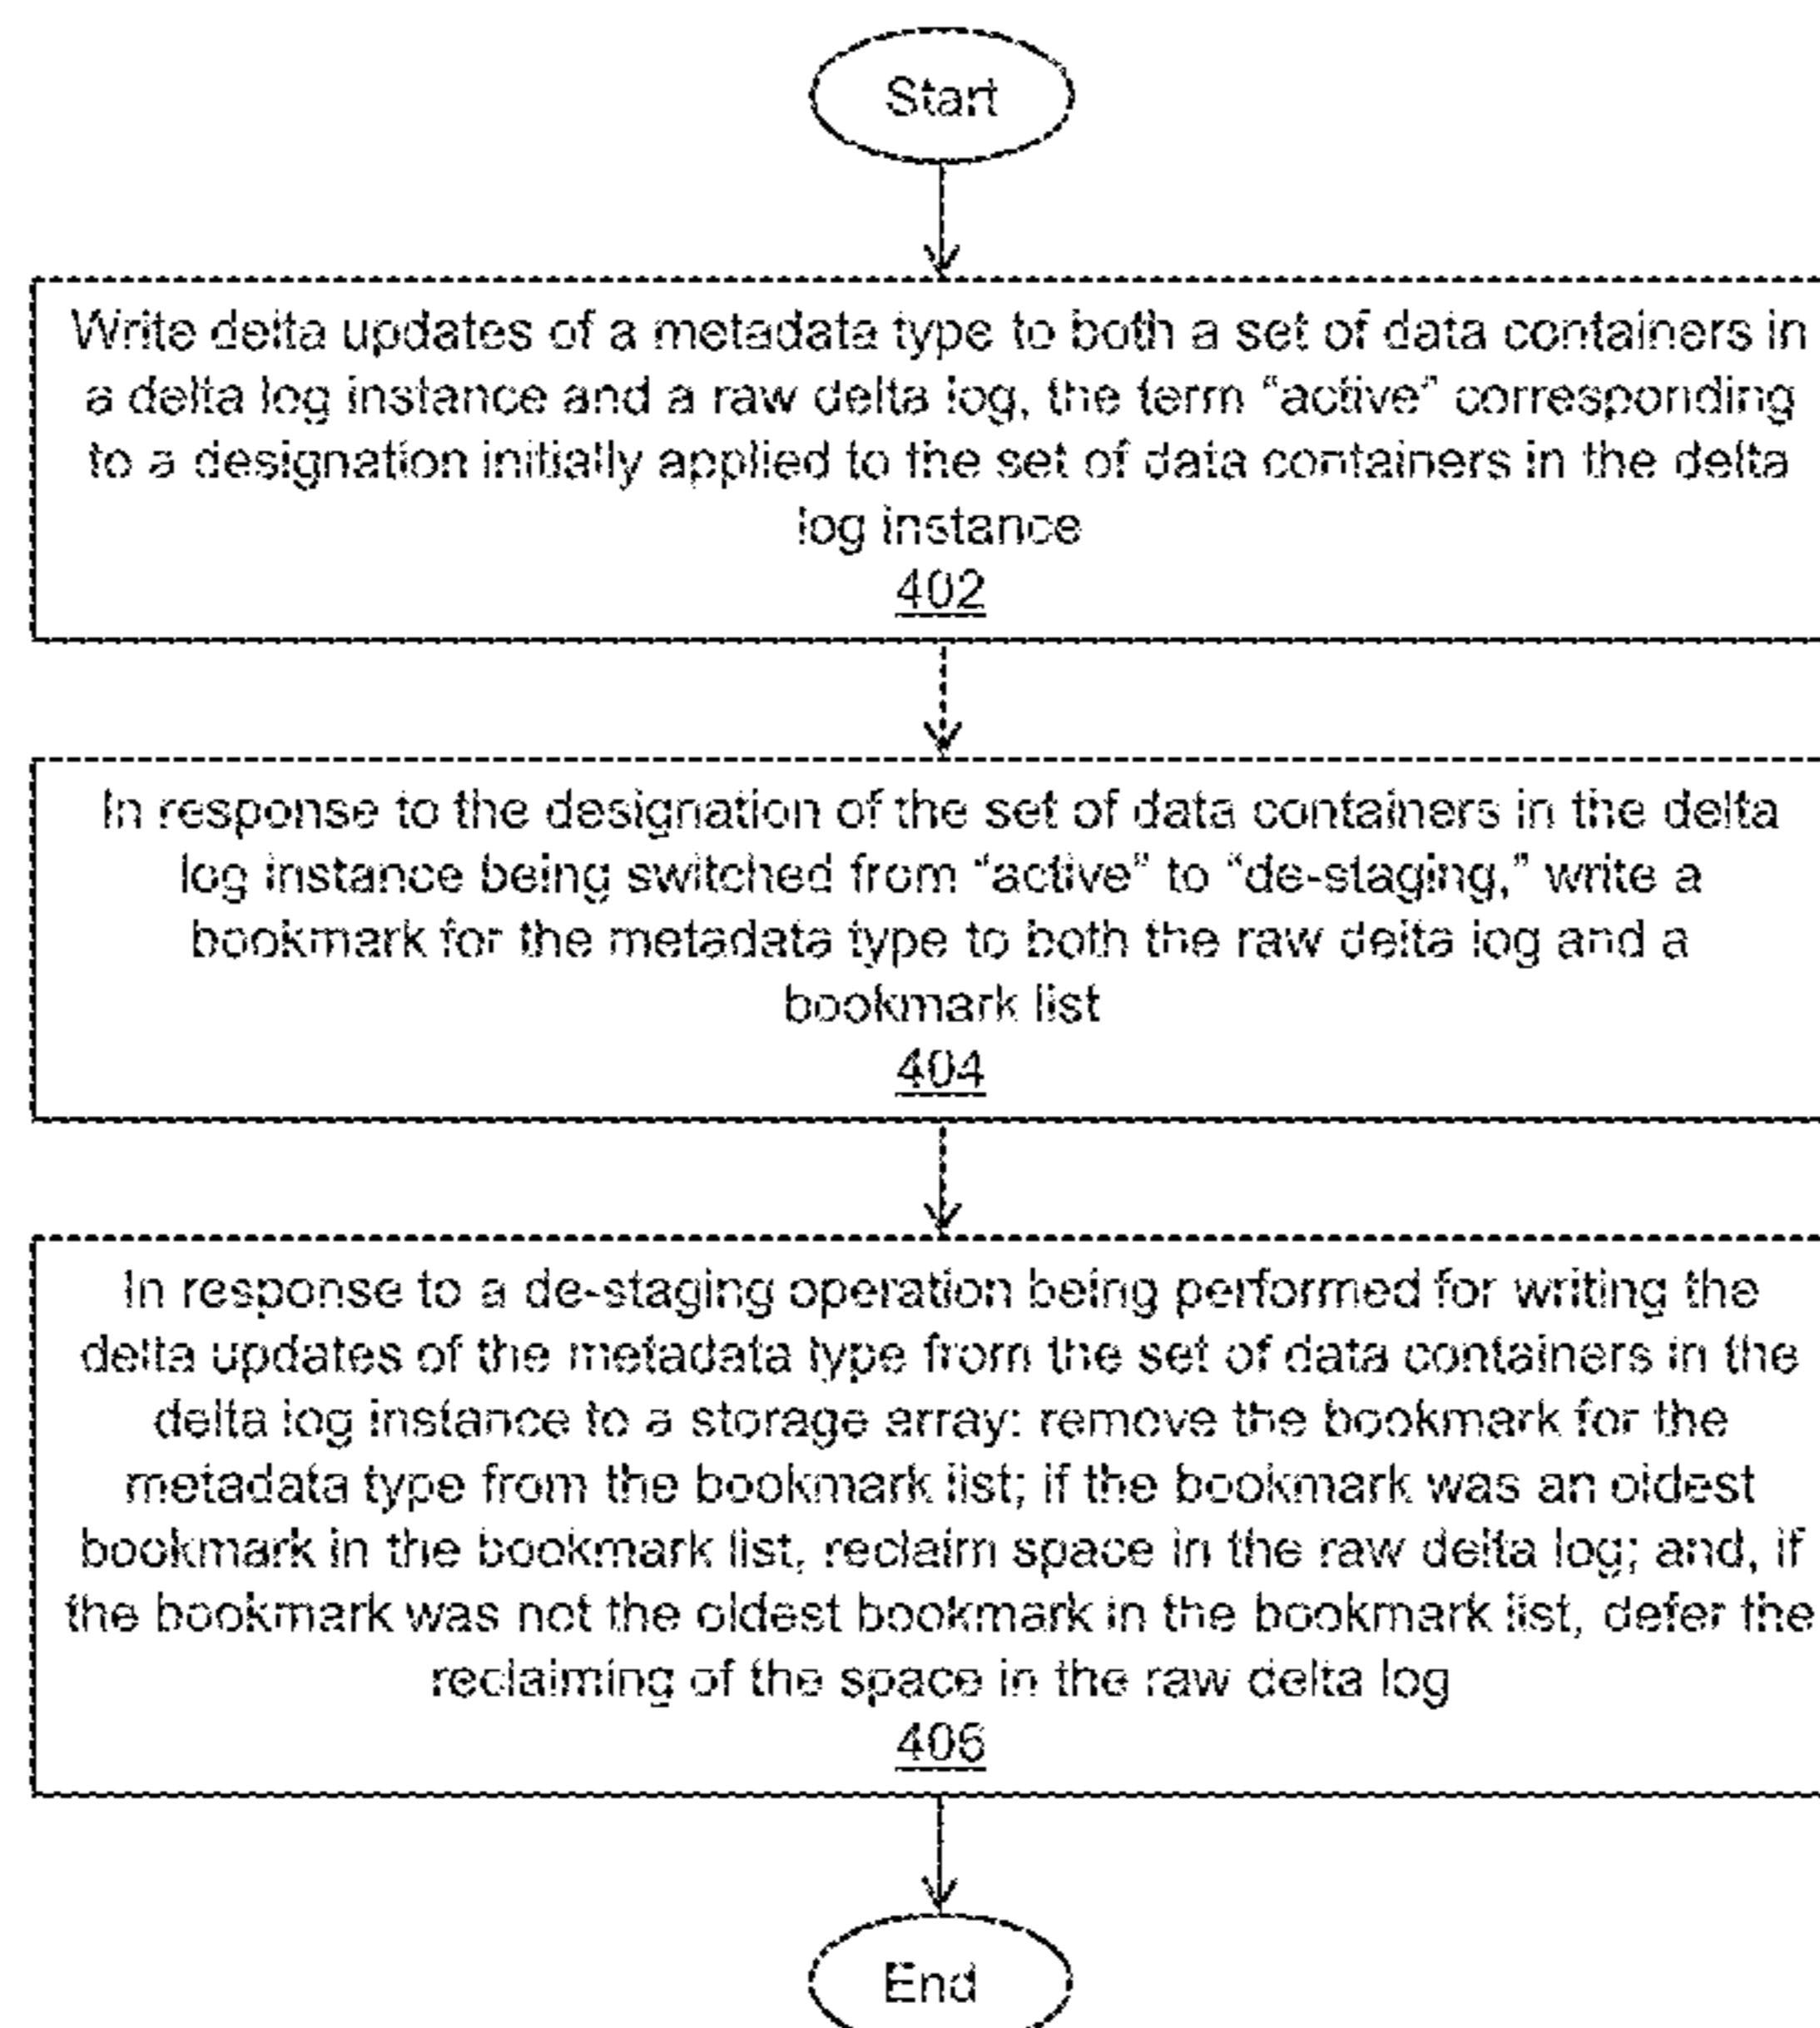 Start
Write delta updates of a metadata type to both a set of data containers in
a delta log instance and a raw delta log, the term “active” corresponding
to a designation initially applied to the set of data containers in the delta
log instance
402
In response to the designation of the set of data containers in the delta
log instance being switched from “active” to “de-staging,” write a
bookmark for the metadata type to both the raw delta log and a
bookmark list
404
In response to a de-staging operation being performed for writing the
delta updates of the metadata type from the set of data containers in the
delta log instance to a storage array: remove the bookmark for the
metadata type from the bookmark list; if the bookmark was an oldest
bookmark in the bookmark list, reclaim space in the raw delta log; and, if
the bookmark was not the oldest bookmark in the bookmark list, defer the
reclaiming of the space in the raw delta log
406
End